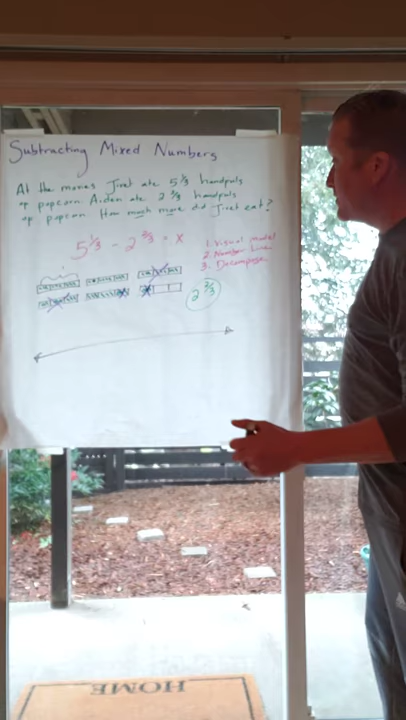 Subtracting Mixed Numbers
At the movies Jiret ate 5 1/3 handfuls
of popcorn Aiden ate 2 2/3 handfuls
of popcorn How much more did Jiret eat?
5 1/3 - 2 2/3 = x
1. Visual model
2. Number Line
3. Decompose
2 2/3
HOME